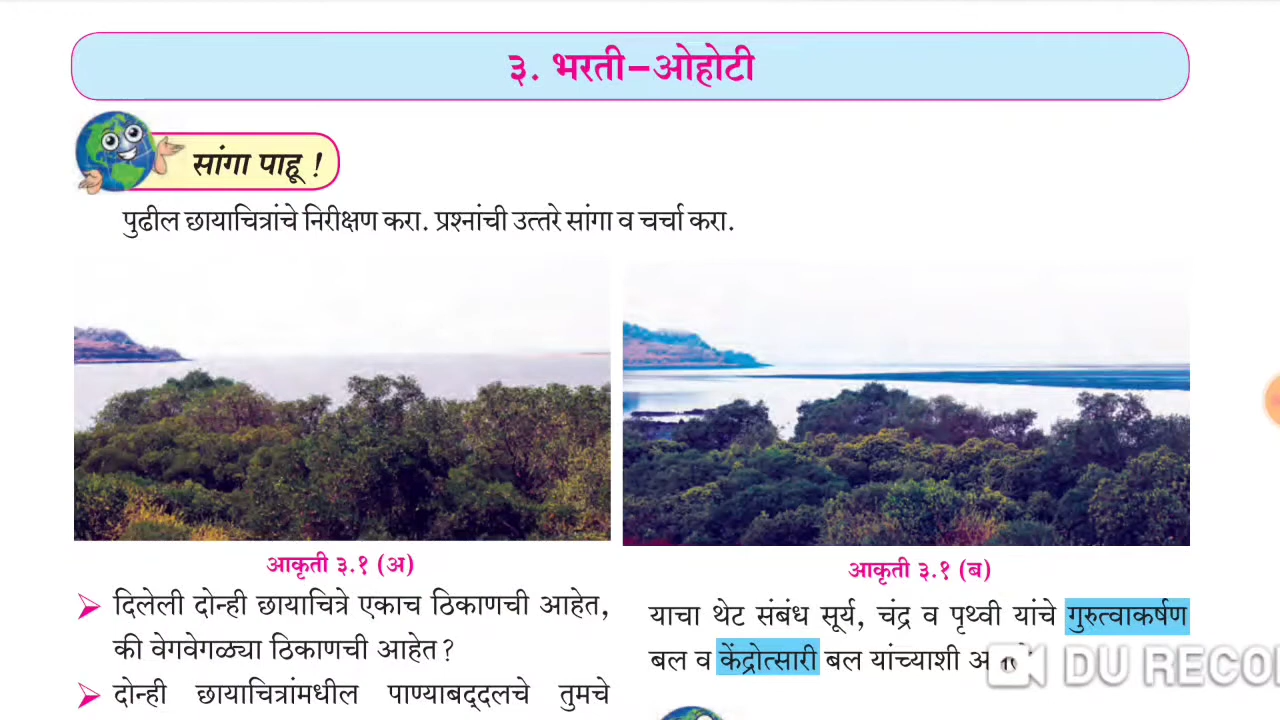 ३. भरती–ओहोटी
सांगा पाहू !
पुढील छायाचित्रांचे निरीक्षण करा. प्रश्नांची उत्तरे सांगा व चर्चा करा.
आकृती ३.१ (अ)
आकृती ३.१ (ब)
➢ दिलेली दोन्ही छायाचित्रे एकाच ठिकाणची आहेत,
की वेगवेगळ्या ठिकाणची आहेत ?
➢ दोन्ही छायाचित्रांमधील पाण्याबद्दलचे तुमचे
याचा थेट संबंध सूर्य, चंद्र व पृथ्वी यांचे गुरुत्वाकर्षण
बल व केंद्रोत्सारी बल यांच्याशी
DU RECO